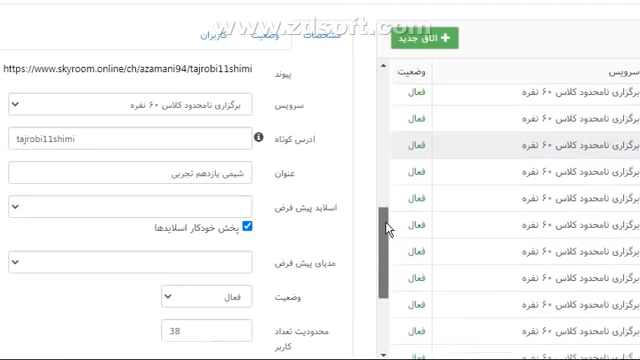 www.zdsoft.com
مشخصات وضعیت کاربران
پیوند https://www.skyroom.online/ch/azamani94/tajrobi11shimi
سرویس برگزاری نامحدود کلاس ۶۰ نفره
آدرس کوتاه tajrobi11shimi
عنوان شیمی یازدهم تجربی
اسلاید پیش فرض
پخش خودکار اسلایدها
مدیای پیش فرض
وضعیت فعال
محدودیت تعداد کاربر 38
اتاق جدید
سرویس وضعیت
برگزاری نامحدود کلاس ۶۰ نفره فعال
برگزاری نامحدود کلاس ۶۰ نفره فعال
برگزاری نامحدود کلاس ۶۰ نفره فعال
برگزاری نامحدود کلاس ۶۰ نفره فعال
برگزاری نامحدود کلاس ۶۰ نفره فعال
برگزاری نامحدود کلاس ۶۰ نفره فعال
برگزاری نامحدود کلاس ۶۰ نفره فعال
برگزاری نامحدود کلاس ۶۰ نفره فعال
برگزاری نامحدود کلاس ۶۰ نفره فعال
برگزاری نامحدود کلاس ۶۰ نفره فعال
برگزاری نامحدود کلاس ۶۰ نفره فعال